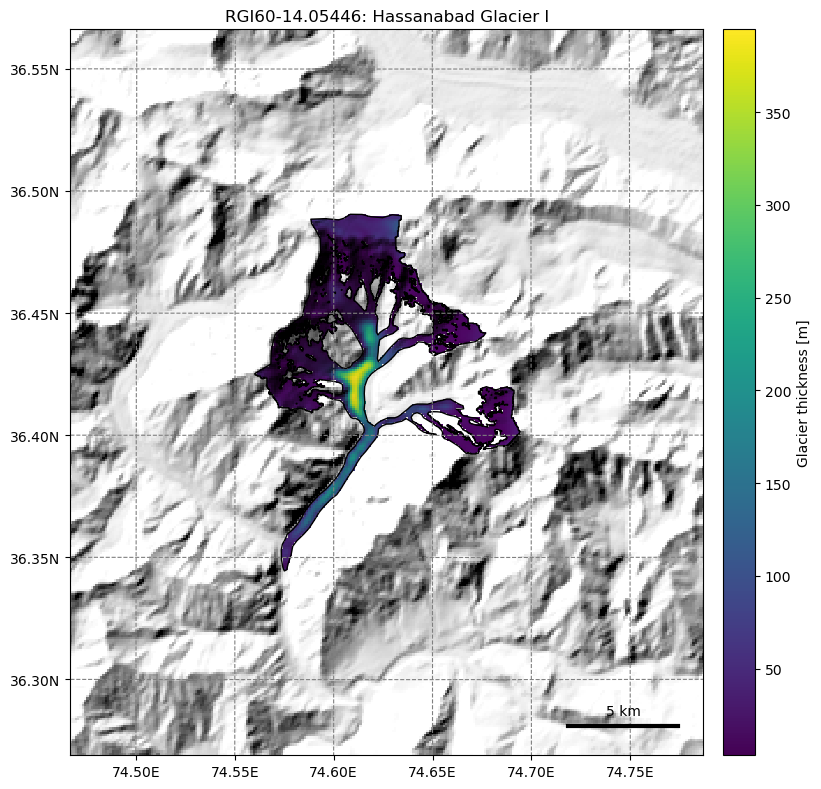 RGI60-14.05446: Hassanabad Glacier I
36.55N
36.50N
36.45N
36.40N
36.35N
36.30N
74.50E 74.55E 74.60E 74.65E 74.70E 74.75E
5 km
350
300
250
200
150
100
50
Glacier thickness [m]